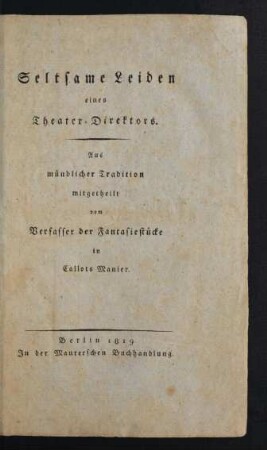 Seltsame Leiden
eines
Theater-Direktors.
Aus
mündlicher Tradition
mitgetheilt
vom
Verfasser der Fantasiestücke
in
Callots Manier.
Berlin 1819
In der Maurerschen Buchhandlung